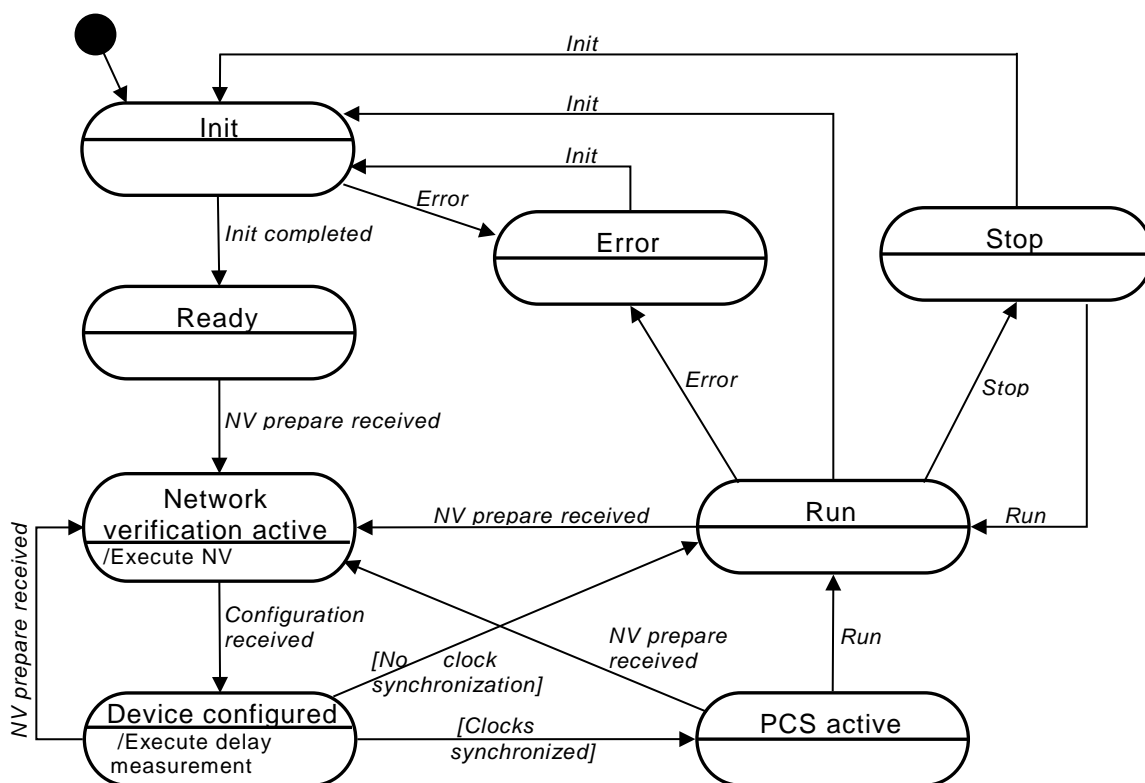 Init
Init
Init
Init
Error
Init completed
Error
Stop
Ready
Error
Stop
NV prepare received
Network
verification active
/Execute NV
NV prepare received
Run
Run
NV prepare received
Configuration
received
NV prepare
received
Run
[No clock
synchronization]
Device configured
/Execute delay
measurement
[Clocks
synchronized]
PCS active